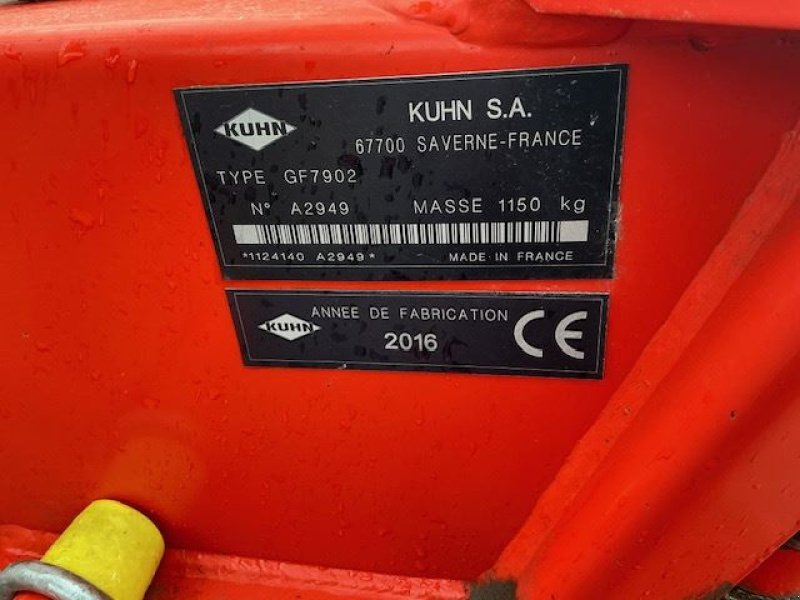 KUHN
KUHN S.A.
67700 SAVERNE-FRANCE
TYPE GF7902
N° A2949 MASSE 1150 kg
*1124140 A2949*
MADE IN FRANCE
KUHN
ANNEE DE FABRICATION
2016
CE